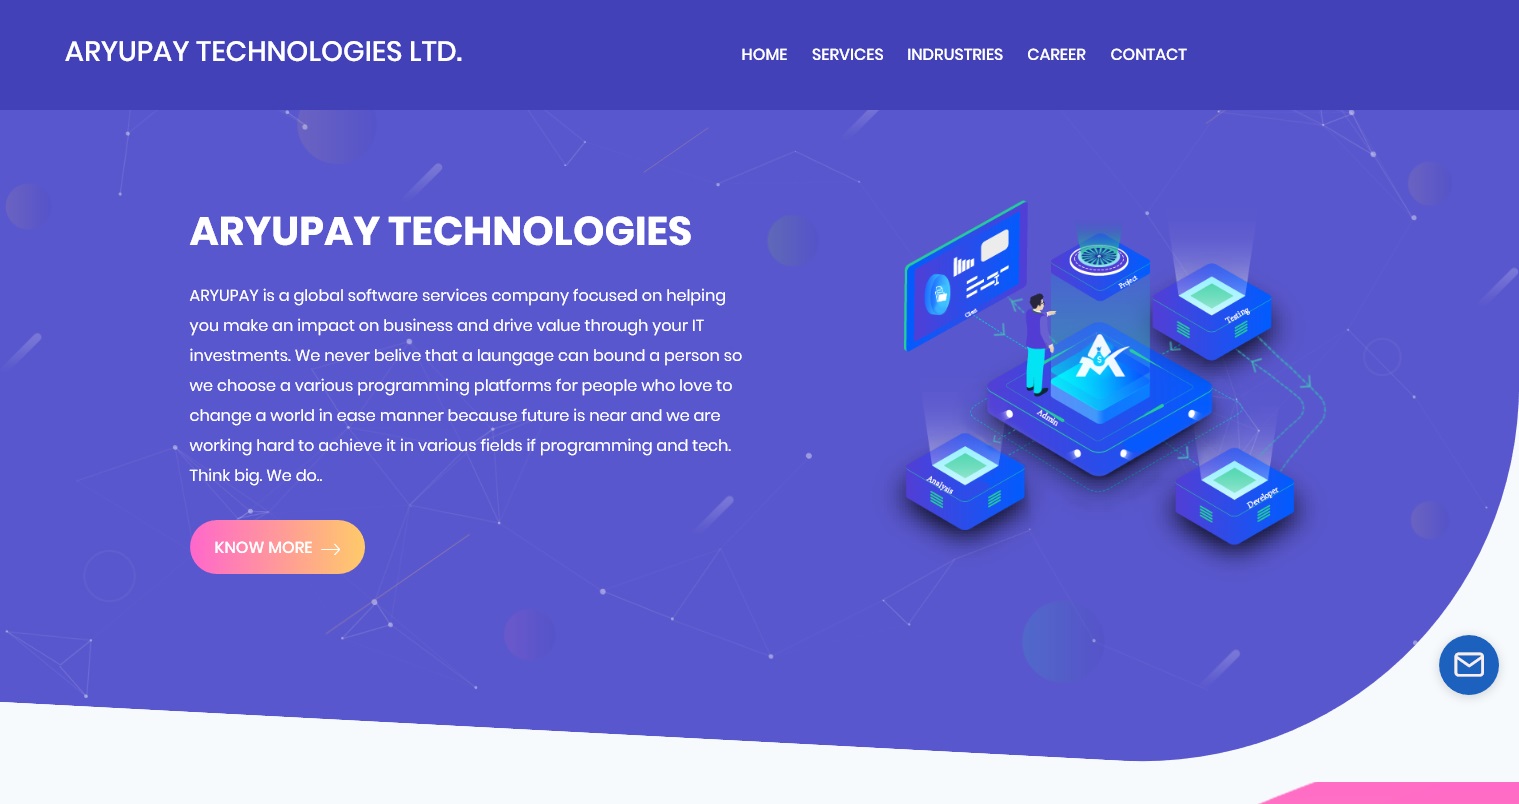 ARYUPAY TECHNOLOGIES LTD.
HOME SERVICES INDRUSTRIES CAREER CONTACT
ARYUPAY TECHNOLOGIES
ARYUPAY is a global software services company focused on helping
you make an impact on business and drive value through your IT
investments. We never belive that a laungage can bound a person so
we choose a various programming platforms for people who love to
change a world in ease manner because future is near and we are
working hard to achieve it in various fields if programming and tech.
Think big. We do..
KNOW MORE
Project
Testing
Admin
Analysis
Developer